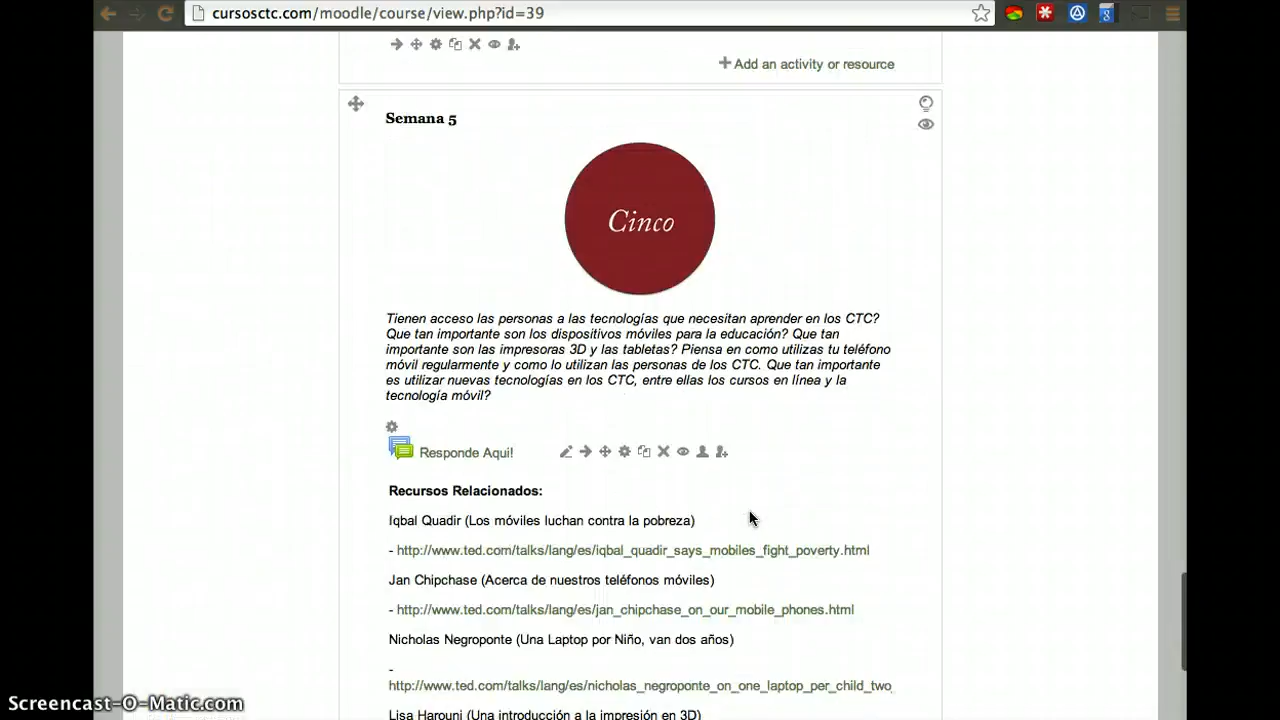 cursosctc.com/moodle/course/view.php?id=39
Add an activity or resource
Semana 5
Cinco
Tienen acceso las personas a las tecnologías que necesitan aprender en los CTC?
Que tan importante son los dispositivos móviles para la educación? Que tan
importante son las impresoras 3D y las tabletas? Piensa en como utilizas tu teléfono
móvil regularmente y como lo utilizan las personas de los CTC. Que tan importante
es utilizar nuevas tecnologías en los CTC, entre ellas los cursos en línea y la
tecnología móvil?
Responde Aqui!
Recursos Relacionados:
Iqbal Quadir (Los móviles luchan contra la pobreza)
- http://www.ted.com/talks/lang/es/iqbal_quadir_says_mobiles_fight_poverty.html
Jan Chipchase (Acerca de nuestros teléfonos móviles)
- http://www.ted.com/talks/lang/es/jan_chipchase_on_our_mobile_phones.html
Nicholas Negroponte (Una Laptop por Niño, van dos años)
-
http://www.ted.com/talks/lang/es/nicholas_negroponte_on_one_laptop_per_child_two_
Lisa Harouni (Una introducción a la impresión en 3D)
Screencast-O-Matic.com